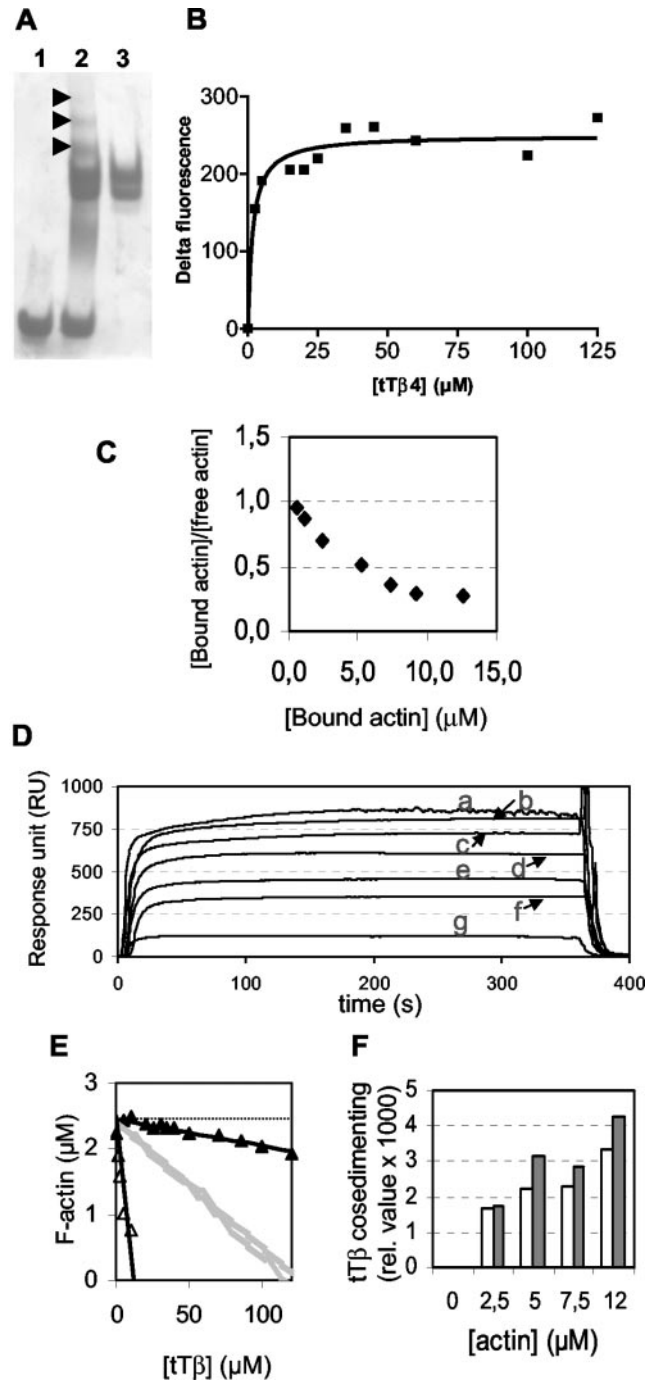 A
1 2 3
B
300
200
100
0
Delta fluorescence
0 25 50 75 100 125
[tTβ4] (µM)
C
1,5
1,0
0,5
0,0
[Bound actin]/[free actin]
0,0 5,0 10,0 15,0
[Bound actin] (µM)
D
1000
750
500
250
0
Response unit (RU)
a b
c d
e f
g
0 100 200 300 400
time (s)
E
3
2
1
0
F-actin (µM)
0 50 100
[tTβ] (µM)
F
5
4
3
2
1
0
tTβ cosedimenting
(rel. value x 1000)
0 2,5 5 7,5 12
[actin] (µM)